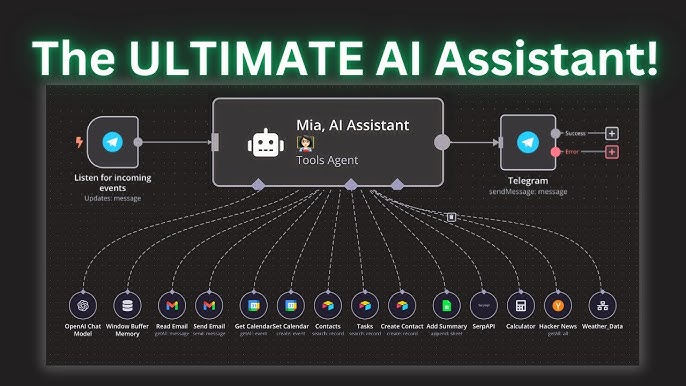 The ULTIMATE AI Assistant!
Mia, AI Assistant
Tools Agent
Listen for incoming
events
Updates: message
Success
Error
Telegram
sendMessage: message
OpenAI Chat
Model
Window Buffer
Memory
Read Email
getAll: message
Send Email
send: message
Get Calendar
getAll: event
Set Calendar
create: event
Contacts
search: record
Tasks
search: record
Create Contact
create: record
Add Summary
append: sheet
SerpAPI
Calculator
Hacker News
getAll: all
Weather_Data